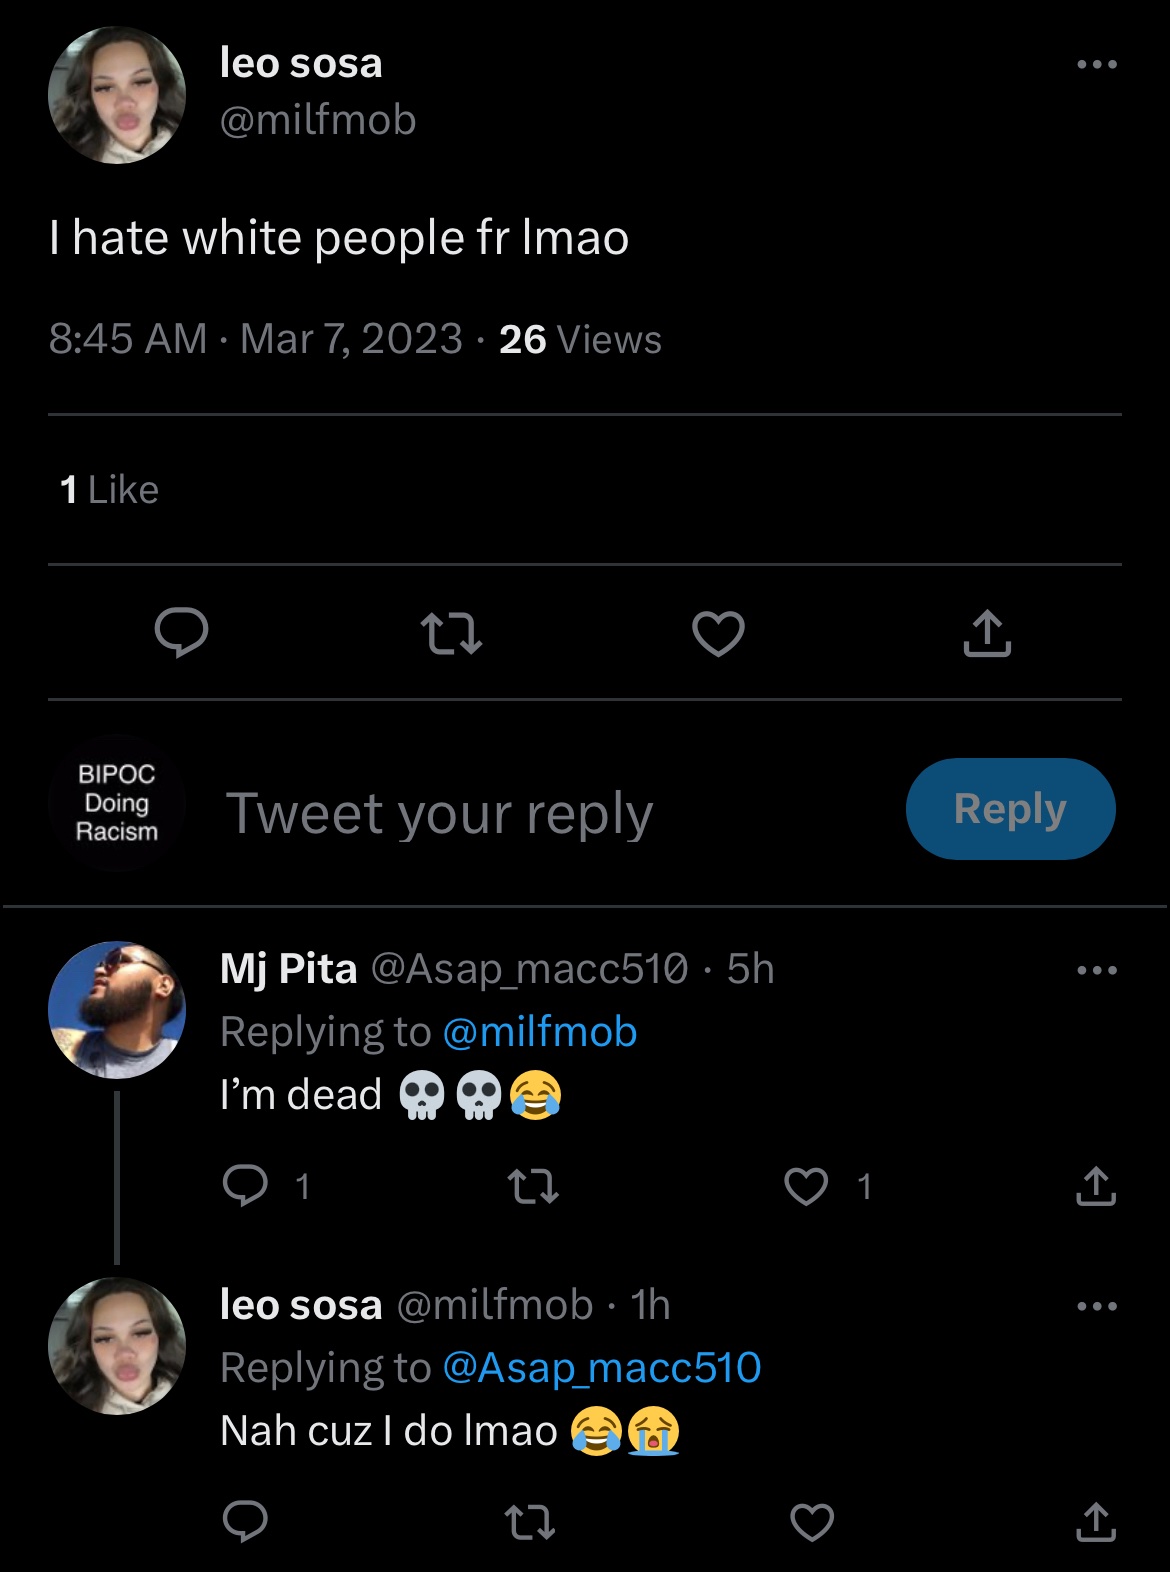 leo sosa
@milfmob
I hate white people fr lmao
8:45 AM · Mar 7, 2023 · 26 Views
1 Like
BIPOC
Doing
Racism
Tweet your reply
Reply
Mj Pita @Asap_macc510 · 5h
Replying to @milfmob
I’m dead 💀💀😂
1 1
leo sosa @milfmob · 1h
Replying to @Asap_macc510
Nah cuz I do lmao 😂😭